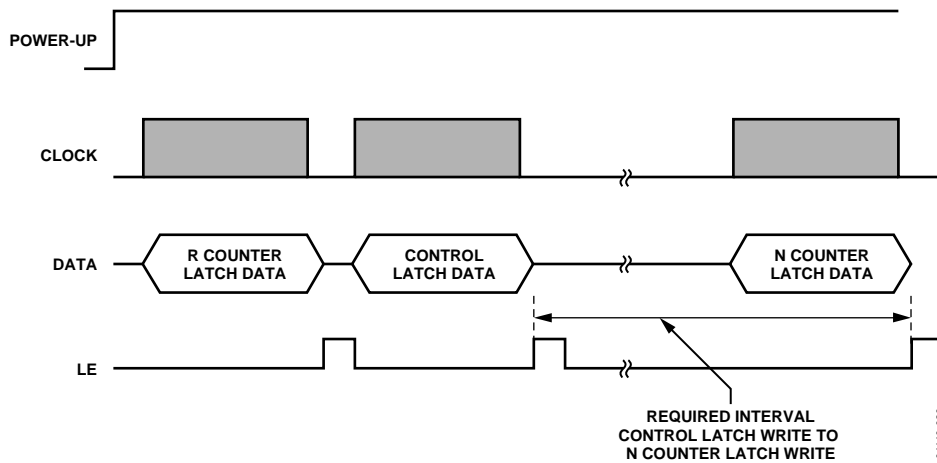 POWER-UP
CLOCK
DATA
R COUNTER
LATCH DATA
CONTROL
LATCH DATA
N COUNTER
LATCH DATA
LE
REQUIRED INTERVAL
CONTROL LATCH WRITE TO
N COUNTER LATCH WRITE